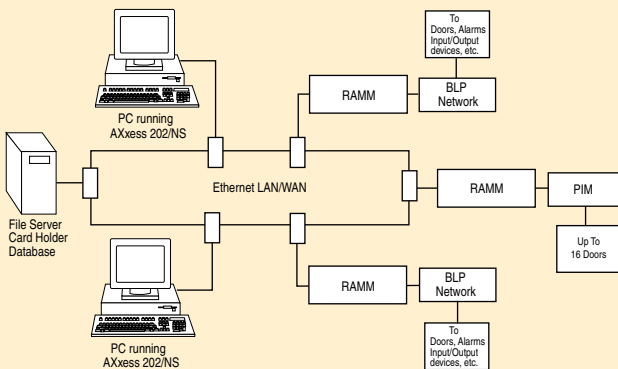 To
Doors, Alarms
Input/Output
devices, etc.
RAMM
BLP
Network
PC running
AXxess 202/NS
Ethernet LAN/WAN
File Server
Card Holder
Database
RAMM
PIM
Up To
16 Doors
RAMM
BLP
Network
To
Doors, Alarms
Input/Output
devices, etc.
PC running
AXxess 202/NS